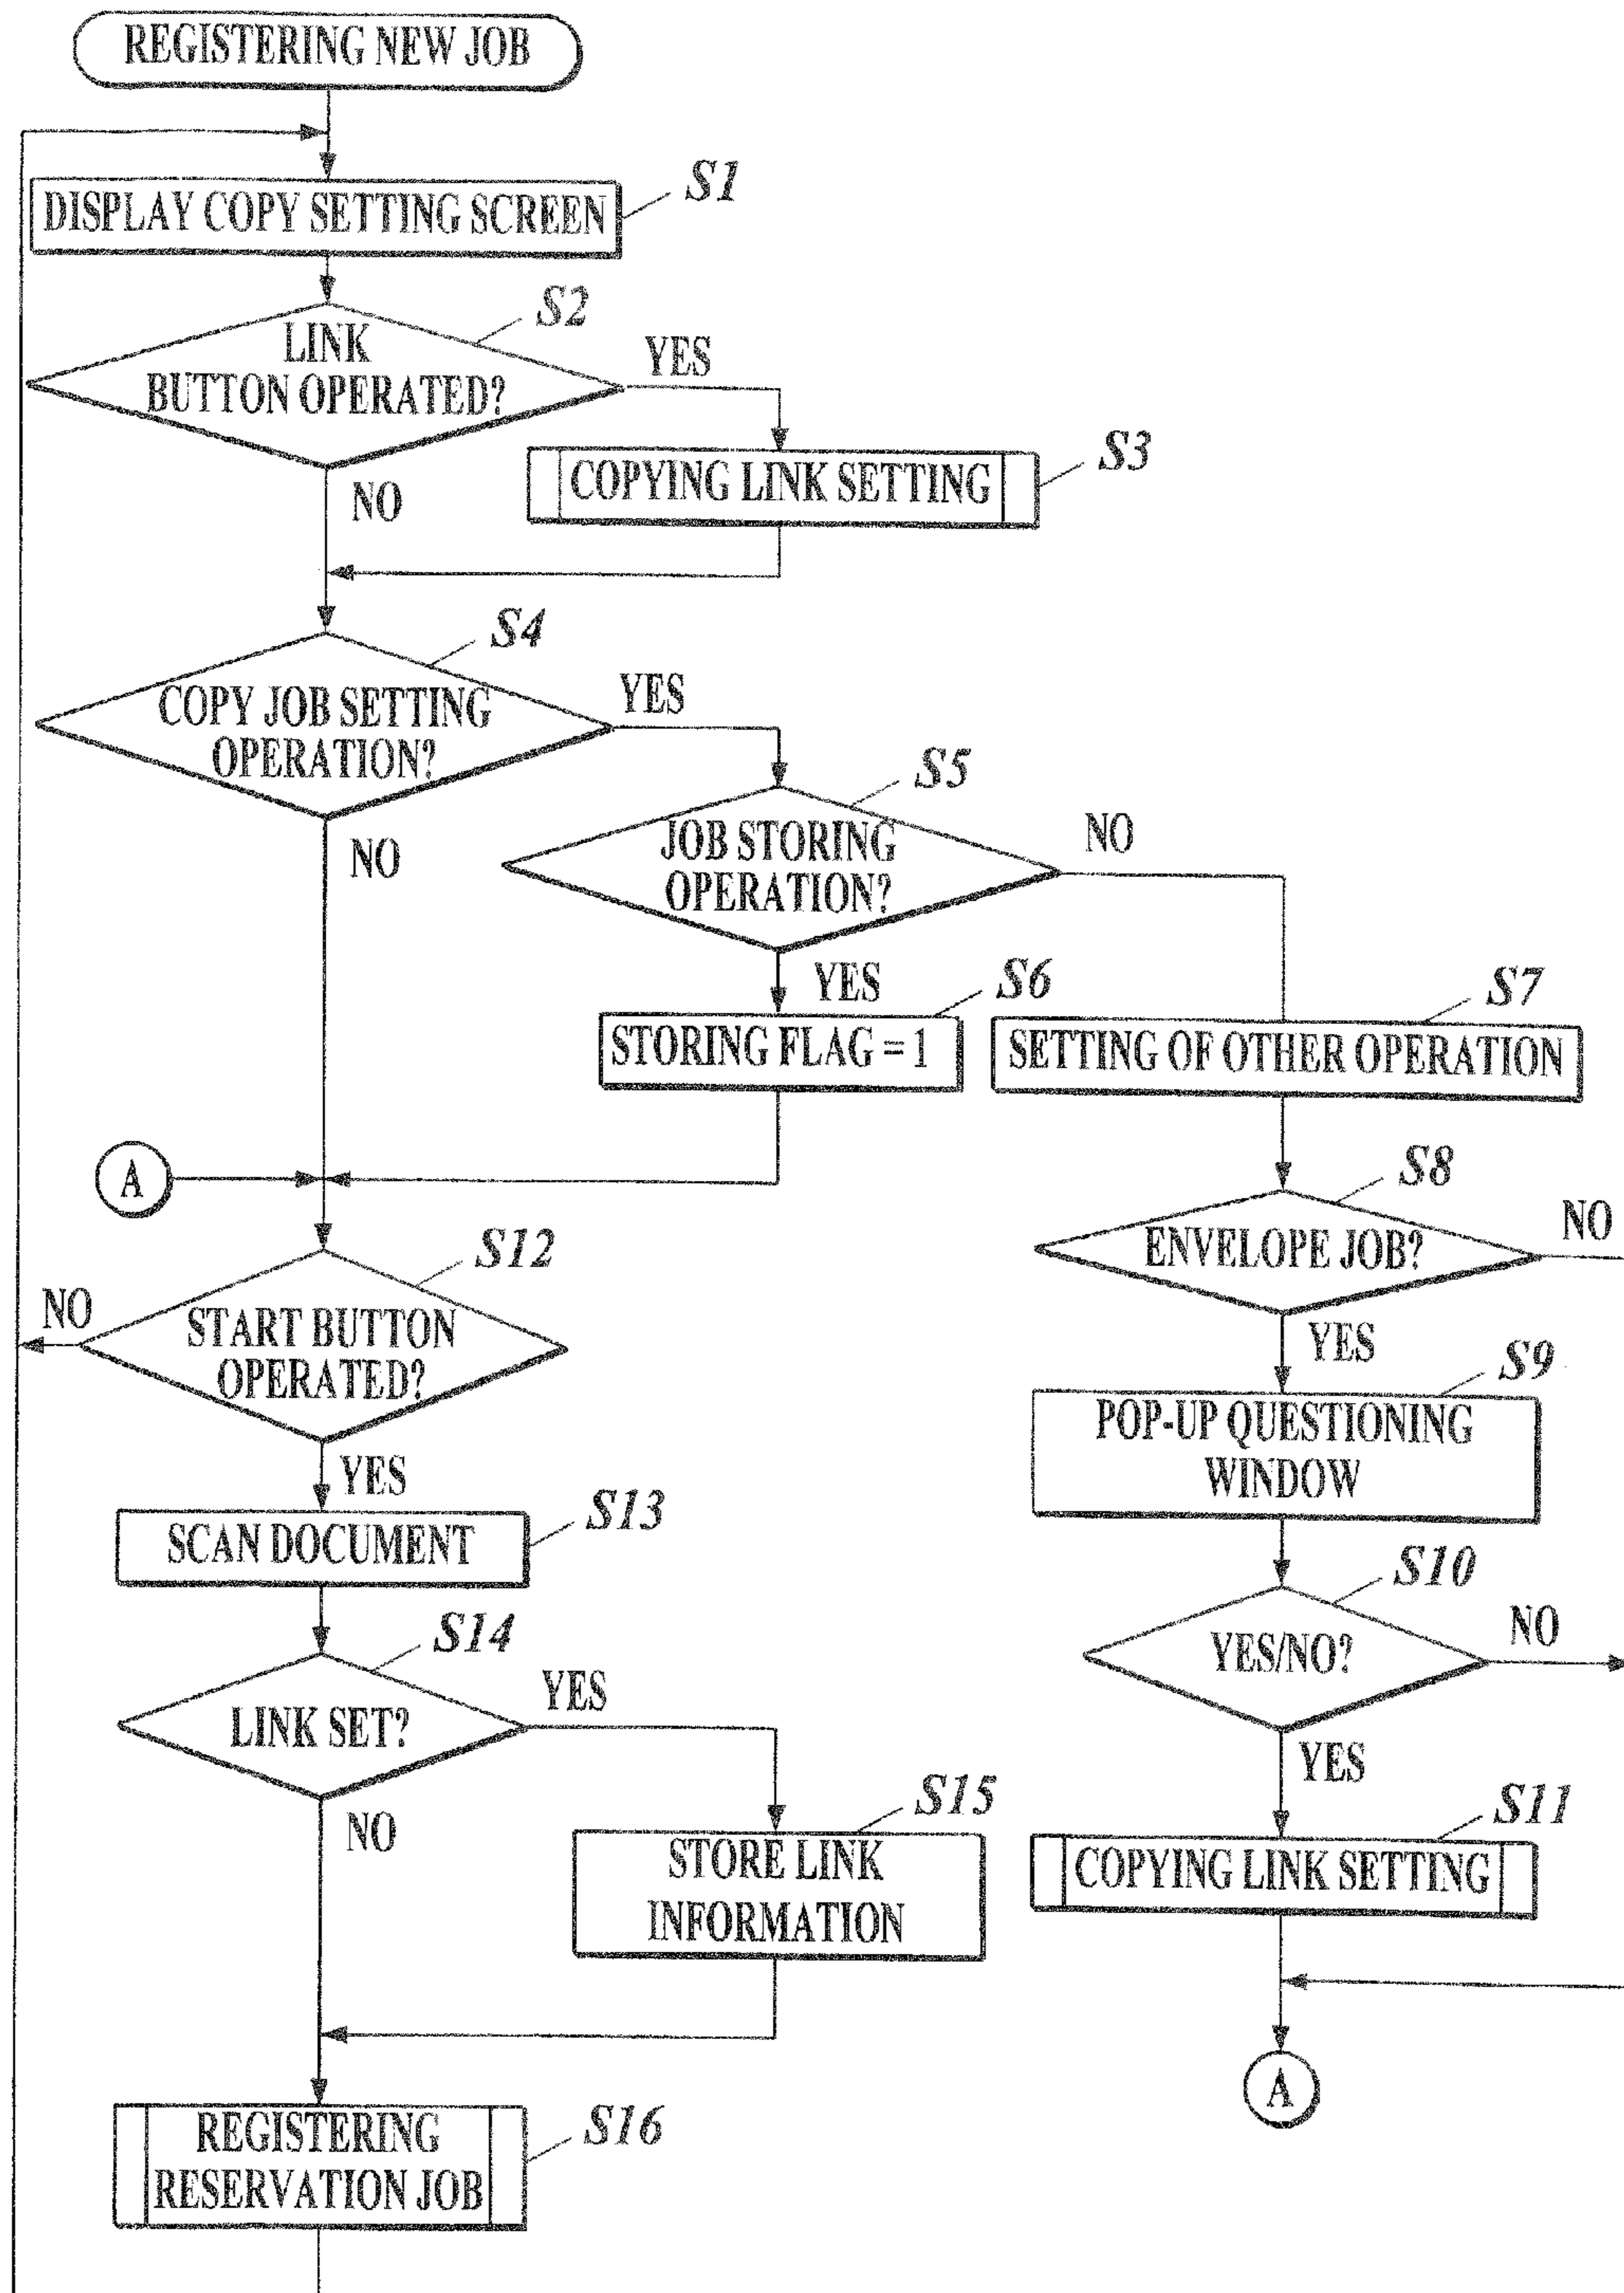 REGISTERING NEW JOB
DISPLAY COPY SETTING SCREEN
S1
LINK
BUTTON OPERATED?
S2
YES
NO
COPYING LINK SETTING
S3
COPY JOB SETTING
OPERATION?
S4
YES
NO
JOB STORING
OPERATION?
S5
NO
YES
STORING FLAG = 1
S6
SETTING OF OTHER OPERATION
S7
A
ENVELOPE JOB?
S8
NO
YES
POP-UP QUESTIONING
WINDOW
S9
YES/NO?
S10
NO
YES
COPYING LINK SETTING
S11
A
START BUTTON
OPERATED?
S12
NO
YES
SCAN DOCUMENT
S13
LINK SET?
S14
YES
NO
STORE LINK
INFORMATION
S15
REGISTERING
RESERVATION JOB
S16